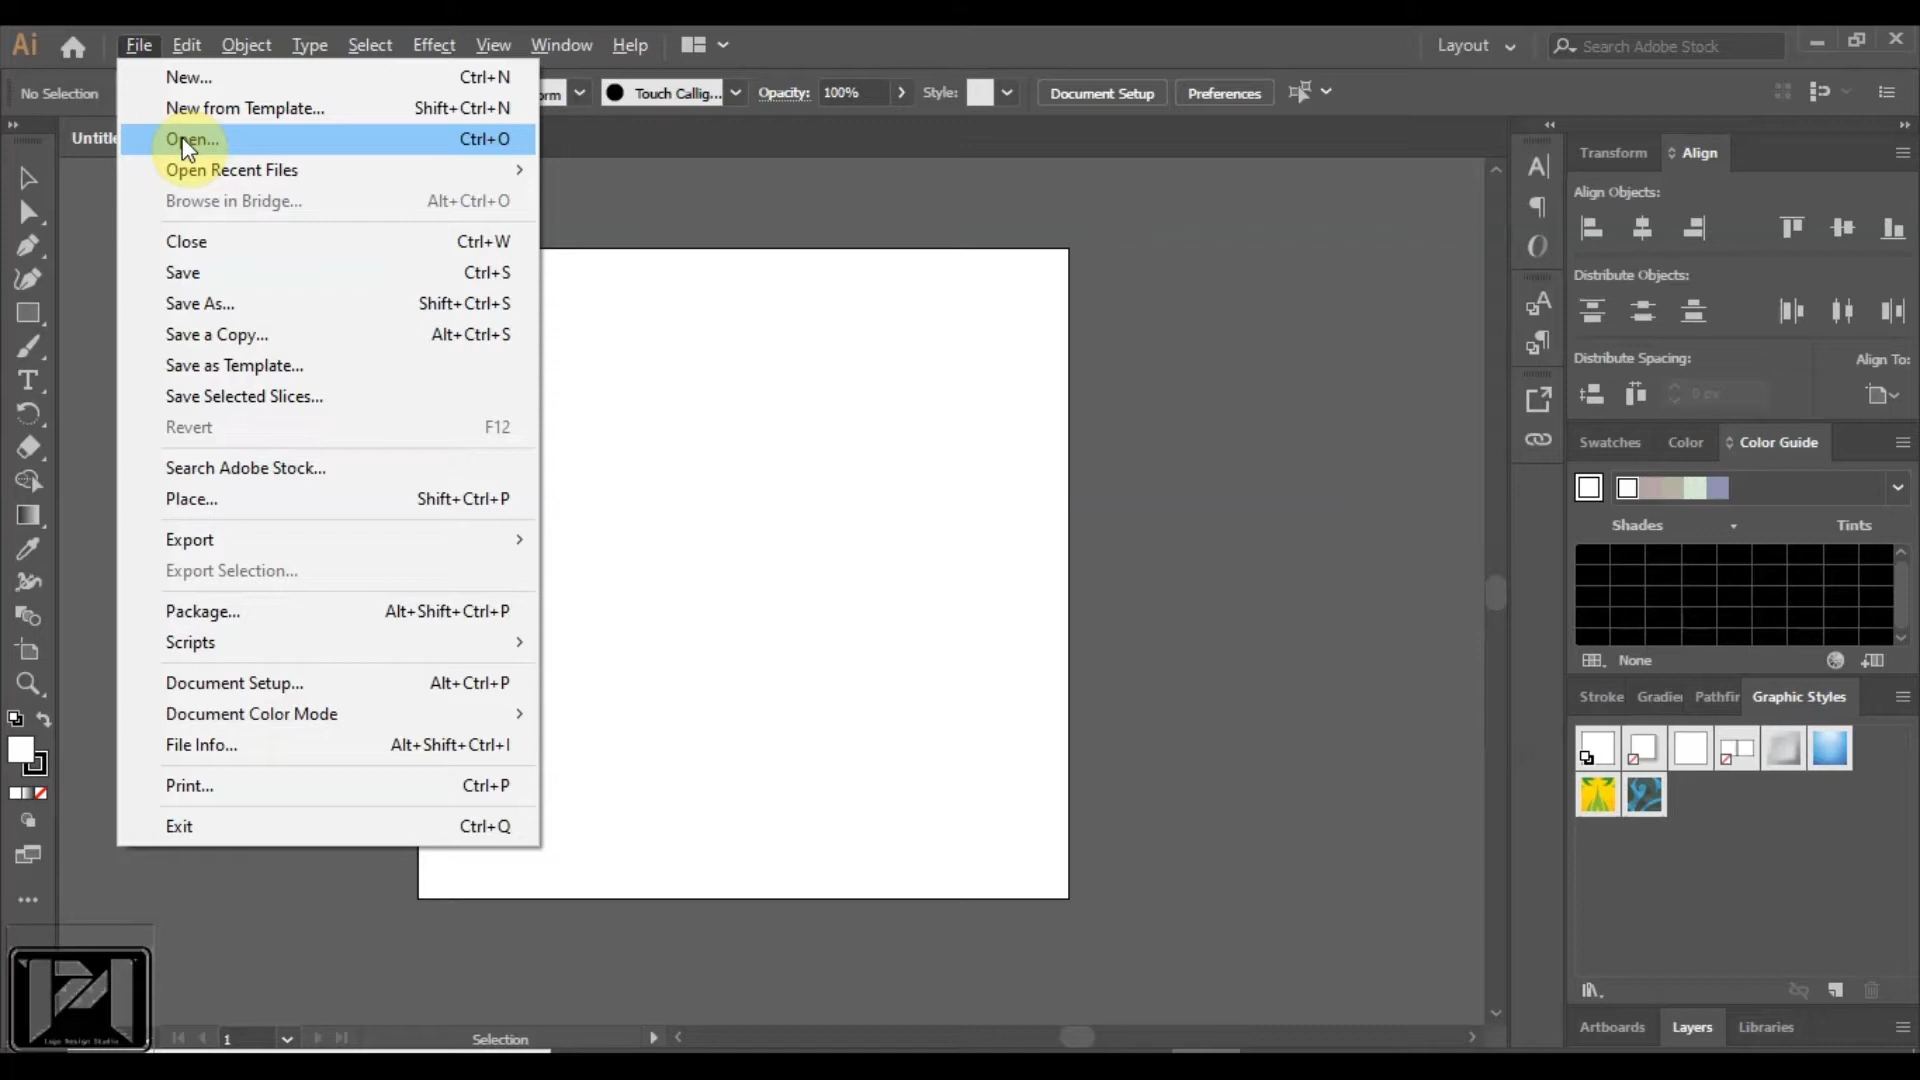 Ai File Edit Object Type Select Effect View Window Help Layout Search Adobe Stock
No Selection Touch Callig... Opacity: 100% Style: Document Setup Preferences
New... Ctrl+N
New from Template... Shift+Ctrl+N
Open... Ctrl+O
Open Recent Files
Browse in Bridge... Alt+Ctrl+O
Close Ctrl+W
Save Ctrl+S
Save As... Shift+Ctrl+S
Save a Copy... Alt+Ctrl+S
Save as Template...
Save Selected Slices...
Revert F12
Search Adobe Stock...
Place... Shift+Ctrl+P
Export
Export Selection...
Package... Alt+Shift+Ctrl+P
Scripts
Document Setup... Alt+Ctrl+P
Document Color Mode
File Info... Alt+Shift+Ctrl+I
Print... Ctrl+P
Exit Ctrl+Q
Transform Align
Align Objects:
Distribute Objects:
Distribute Spacing: Align To:
0 px
Swatches Color Color Guide
Shades Tints
None
Stroke Gradie Pathfir Graphic Styles
Artboards Layers Libraries
1 Selection
Logo Design Studio